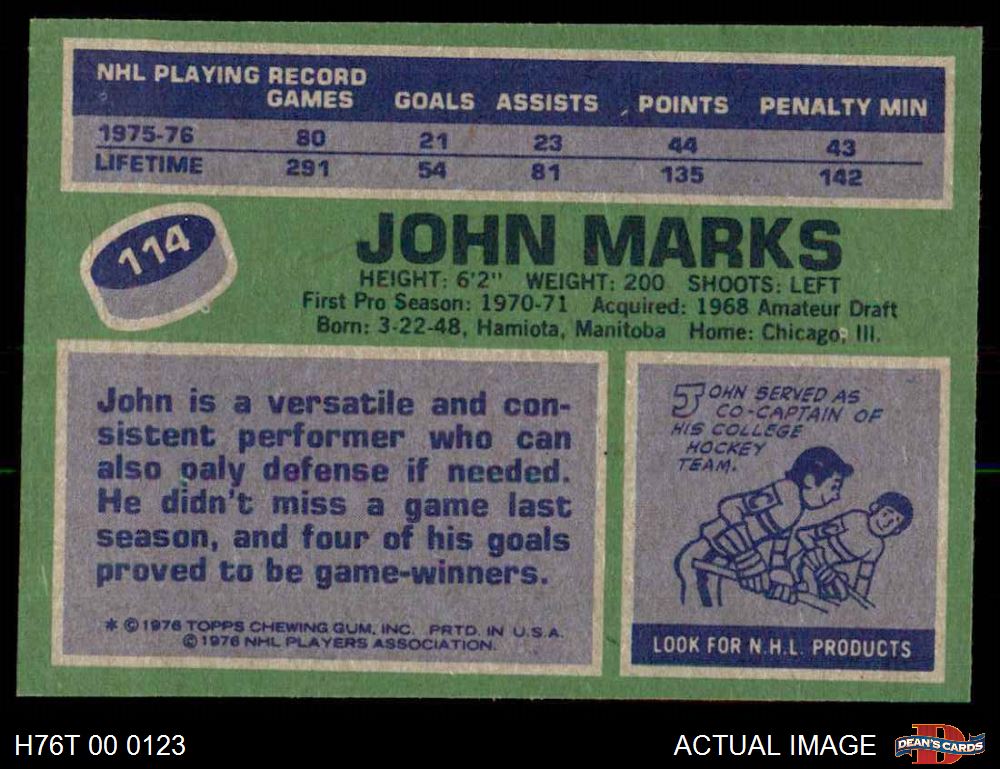 NHL PLAYING RECORD
GAMES GOALS ASSISTS POINTS PENALTY MIN
1975-76 80 21 23 44 43
LIFETIME 291 54 81 135 142
114
JOHN MARKS
HEIGHT: 6'2" WEIGHT: 200 SHOOTS: LEFT
First Pro Season: 1970-71 Acquired: 1968 Amateur Draft
Born: 3-22-48, Hamiota, Manitoba Home: Chicago, Ill.
John is a versatile and con-
sistent performer who can
also paly defense if needed.
He didn't miss a game last
season, and four of his goals
proved to be game-winners.
* © 1976 TOPPS CHEWING GUM, INC. PRTD. IN U.S.A.
© 1976 NHL PLAYERS ASSOCIATION.
JOHN SERVED AS
CO-CAPTAIN OF
HIS COLLEGE
HOCKEY
TEAM.
LOOK FOR N.H.L. PRODUCTS
H76T 00 0123
ACTUAL IMAGE
D
DEAN'S CARDS